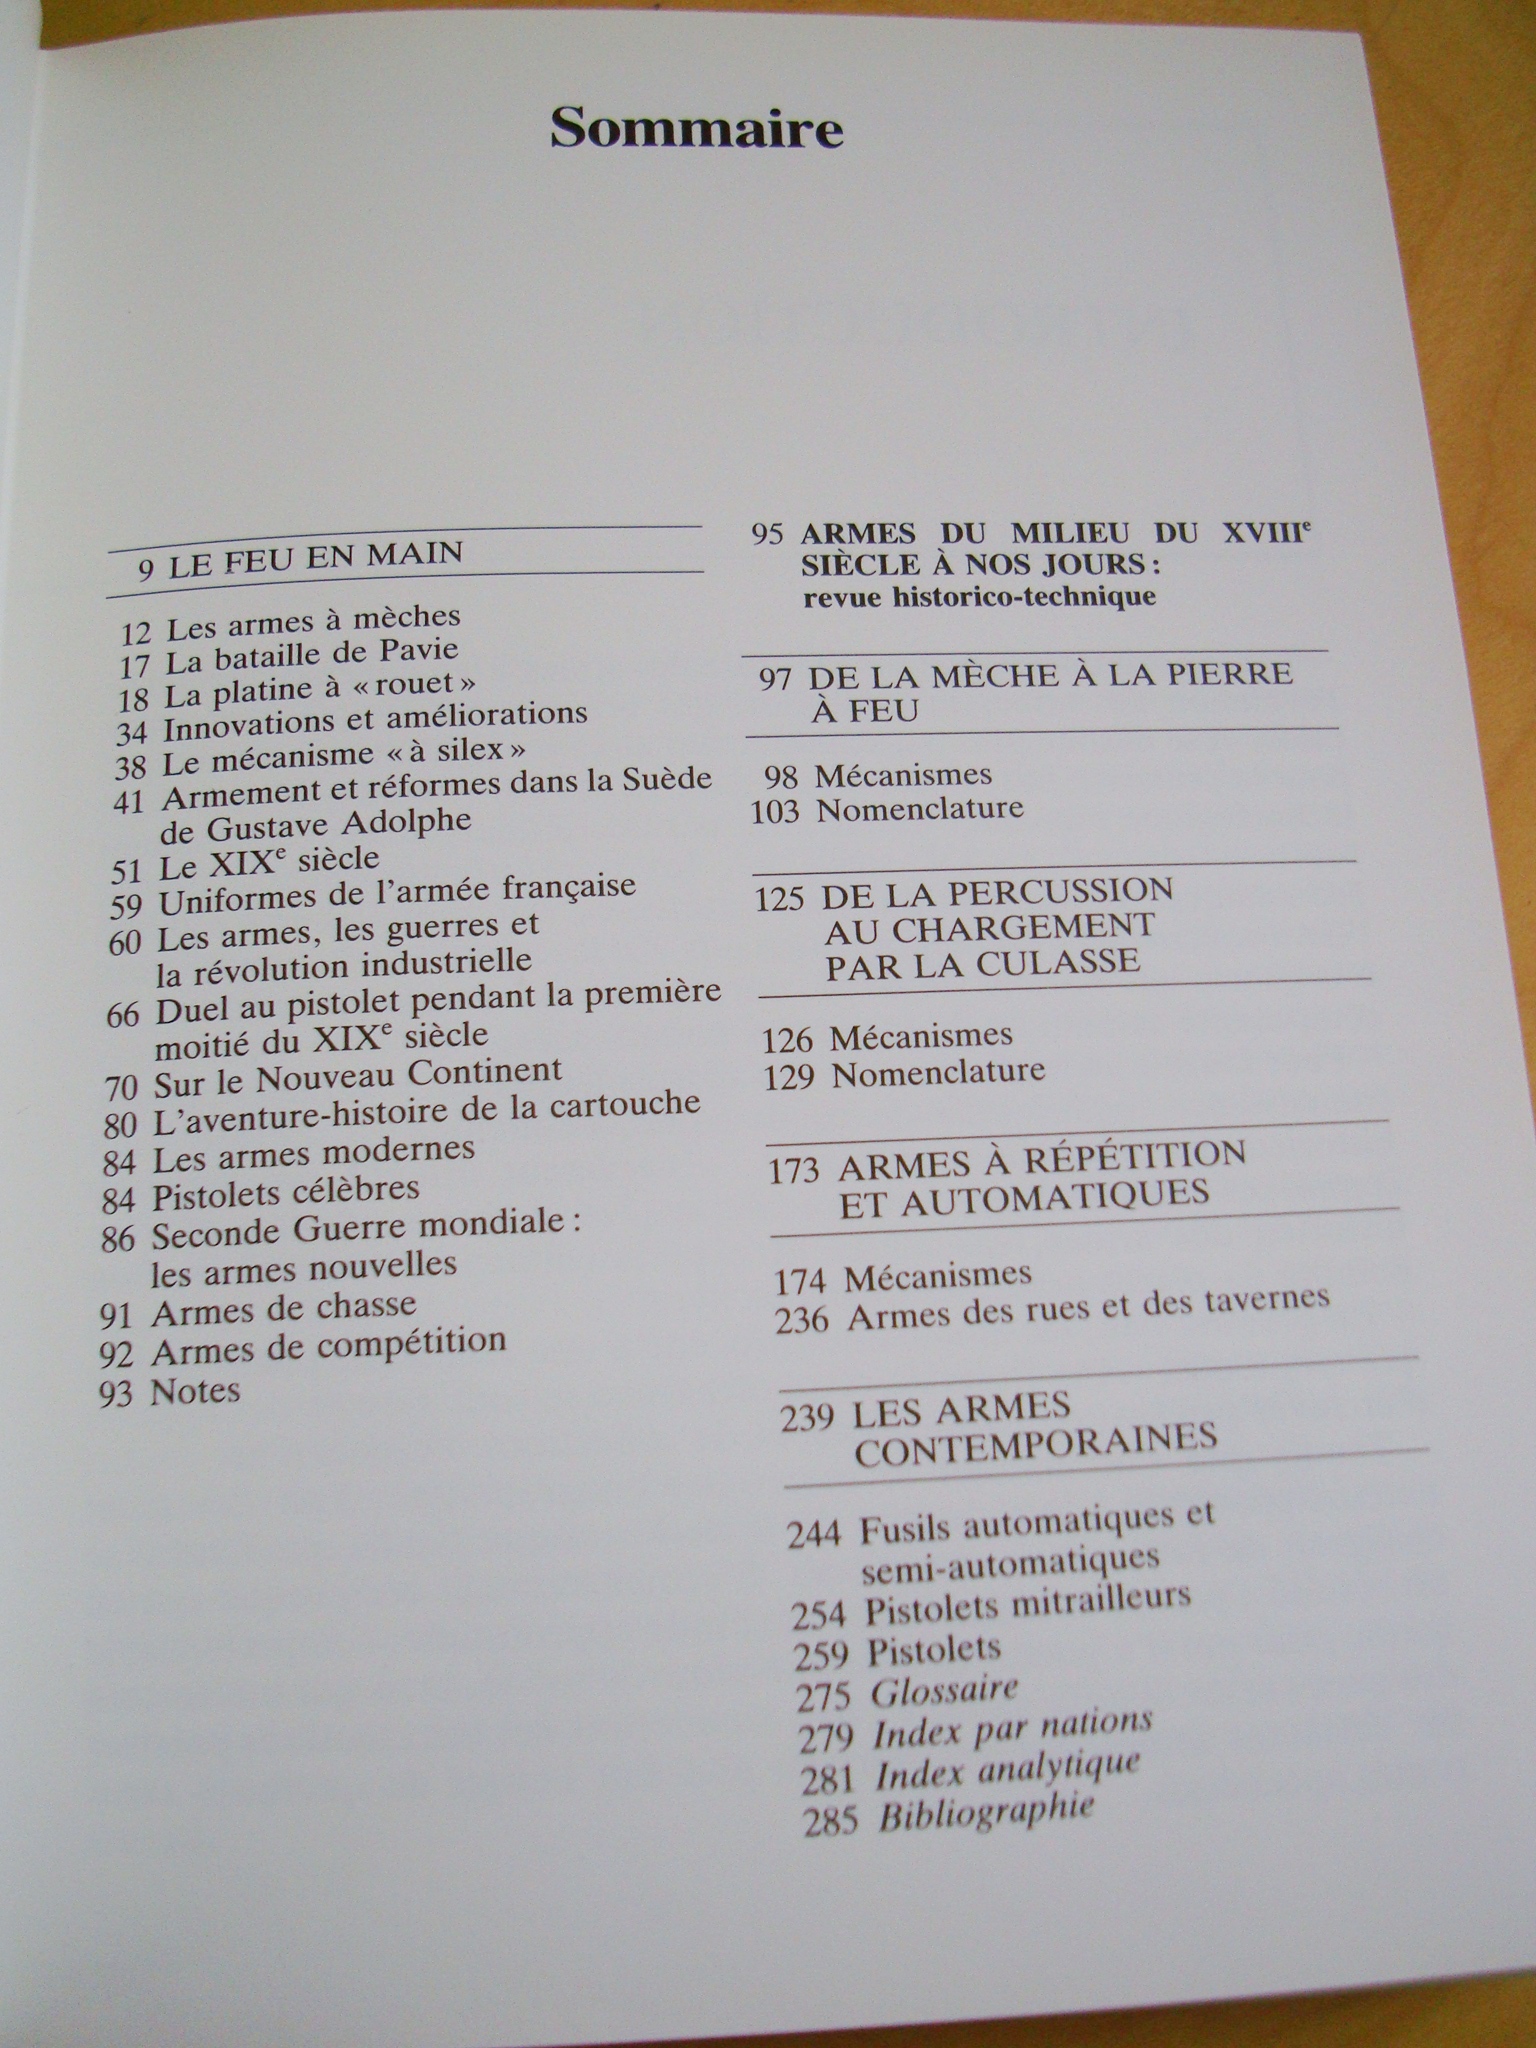 Sommaire
9 LE FEU EN MAIN
12 Les armes à mèches
17 La bataille de Pavie
18 La platine à « rouet »
34 Innovations et améliorations
38 Le mécanisme « à silex »
41 Armement et réformes dans la Suède
de Gustave Adolphe
51 Le XIXe siècle
59 Uniformes de l'armée française
60 Les armes, les guerres et
la révolution industrielle
66 Duel au pistolet pendant la première
moitié du XIXe siècle
70 Sur le Nouveau Continent
80 L'aventure-histoire de la cartouche
84 Les armes modernes
84 Pistolets célèbres
86 Seconde Guerre mondiale :
les armes nouvelles
91 Armes de chasse
92 Armes de compétition
93 Notes
95 ARMES DU MILIEU DU XVIIIe
SIÈCLE À NOS JOURS :
revue historico-technique
97 DE LA MÈCHE À LA PIERRE
À FEU
98 Mécanismes
103 Nomenclature
125 DE LA PERCUSSION
AU CHARGEMENT
PAR LA CULASSE
126 Mécanismes
129 Nomenclature
173 ARMES À RÉPÉTITION
ET AUTOMATIQUES
174 Mécanismes
236 Armes des rues et des tavernes
239 LES ARMES
CONTEMPORAINES
244 Fusils automatiques et
semi-automatiques
254 Pistolets mitrailleurs
259 Pistolets
275 Glossaire
279 Index par nations
281 Index analytique
285 Bibliographie